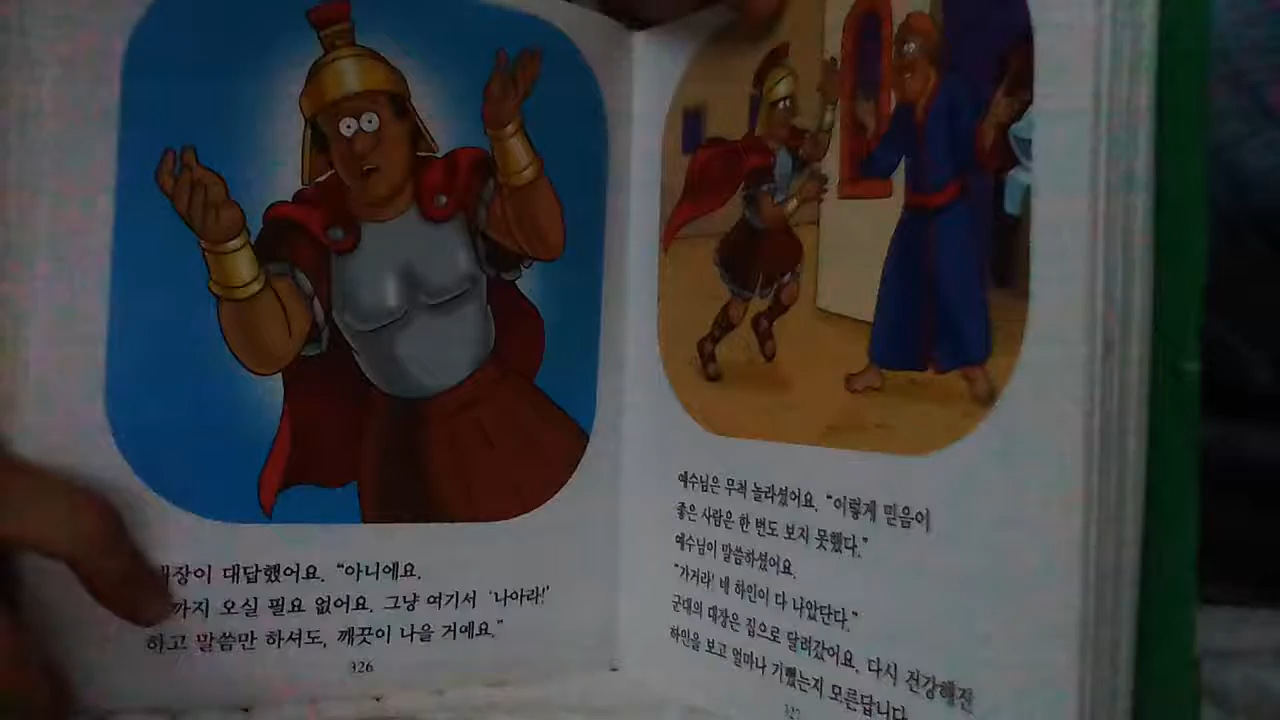 대답했어요. "아니에요.
오실 필요 없어요. 그냥 여기서 '나아라!'
하고 말씀만 하셔도, 깨끗이 나을 거예요."
326
예수님은 무척 놀라셨어요. "이렇게 믿음이
좋은 사람은 한 번도 보지 못했다."
예수님이 말씀하셨어요.
"가거라! 네 하인이 다 나았단다."
군대의 대장은 집으로 달려갔어요. 다시 건강해진
하인을 보고 얼마나 기뻤는지 모른답니다.
327